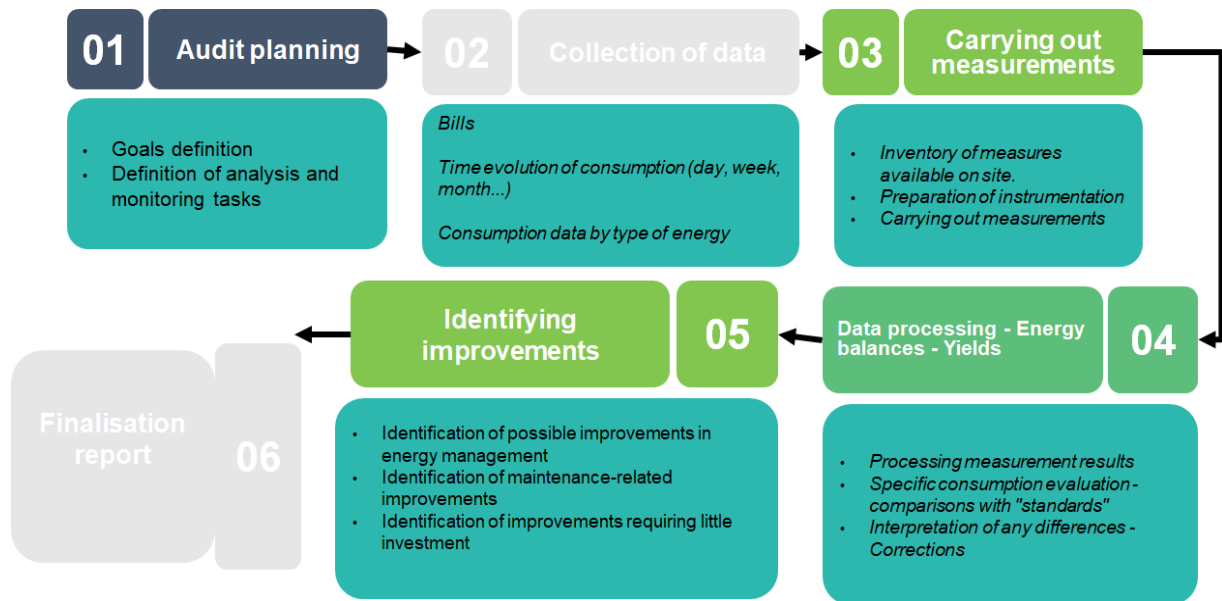 01
Audit planning
• Goals definition
• Definition of analysis and
monitoring tasks
02
Collection of data
Bills
Time evolution of consumption (day, week,
month...)
Consumption data by type of energy
03
Carrying out
measurements
• Inventory of measures
available on site.
• Preparation of instrumentation
• Carrying out measurements
Data processing - Energy
balances - Yields
04
• Processing measurement results
• Specific consumption evaluation -
comparisons with "standards"
• Interpretation of any differences -
Corrections
Identifying
improvements
05
• Identification of possible improvements in
energy management
• Identification of maintenance-related
improvements
• Identification of improvements requiring little
investment
Finalisation
report
06